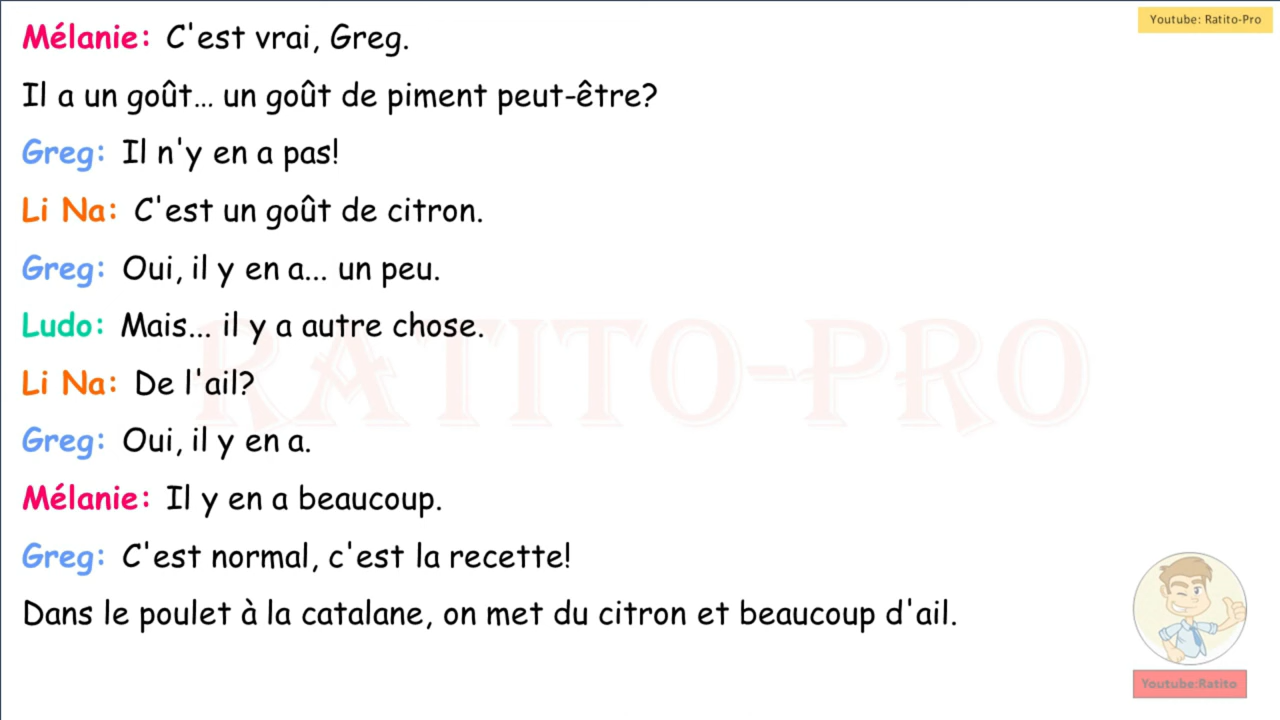 Youtube: Ratito-Pro
Mélanie: C'est vrai, Greg.
Il a un goût... un goût de piment peut-être?
Greg: Il n'y en a pas!
Li Na: C'est un goût de citron.
Greg: Oui, il y en a... un peu.
Ludo: Mais... il y a autre chose.
Li Na: De l'ail?
Greg: Oui, il y en a.
Mélanie: Il y en a beaucoup.
Greg: C'est normal, c'est la recette!
Dans le poulet à la catalane, on met du citron et beaucoup d'ail.
RATITO-PRO
Youtube:Ratito